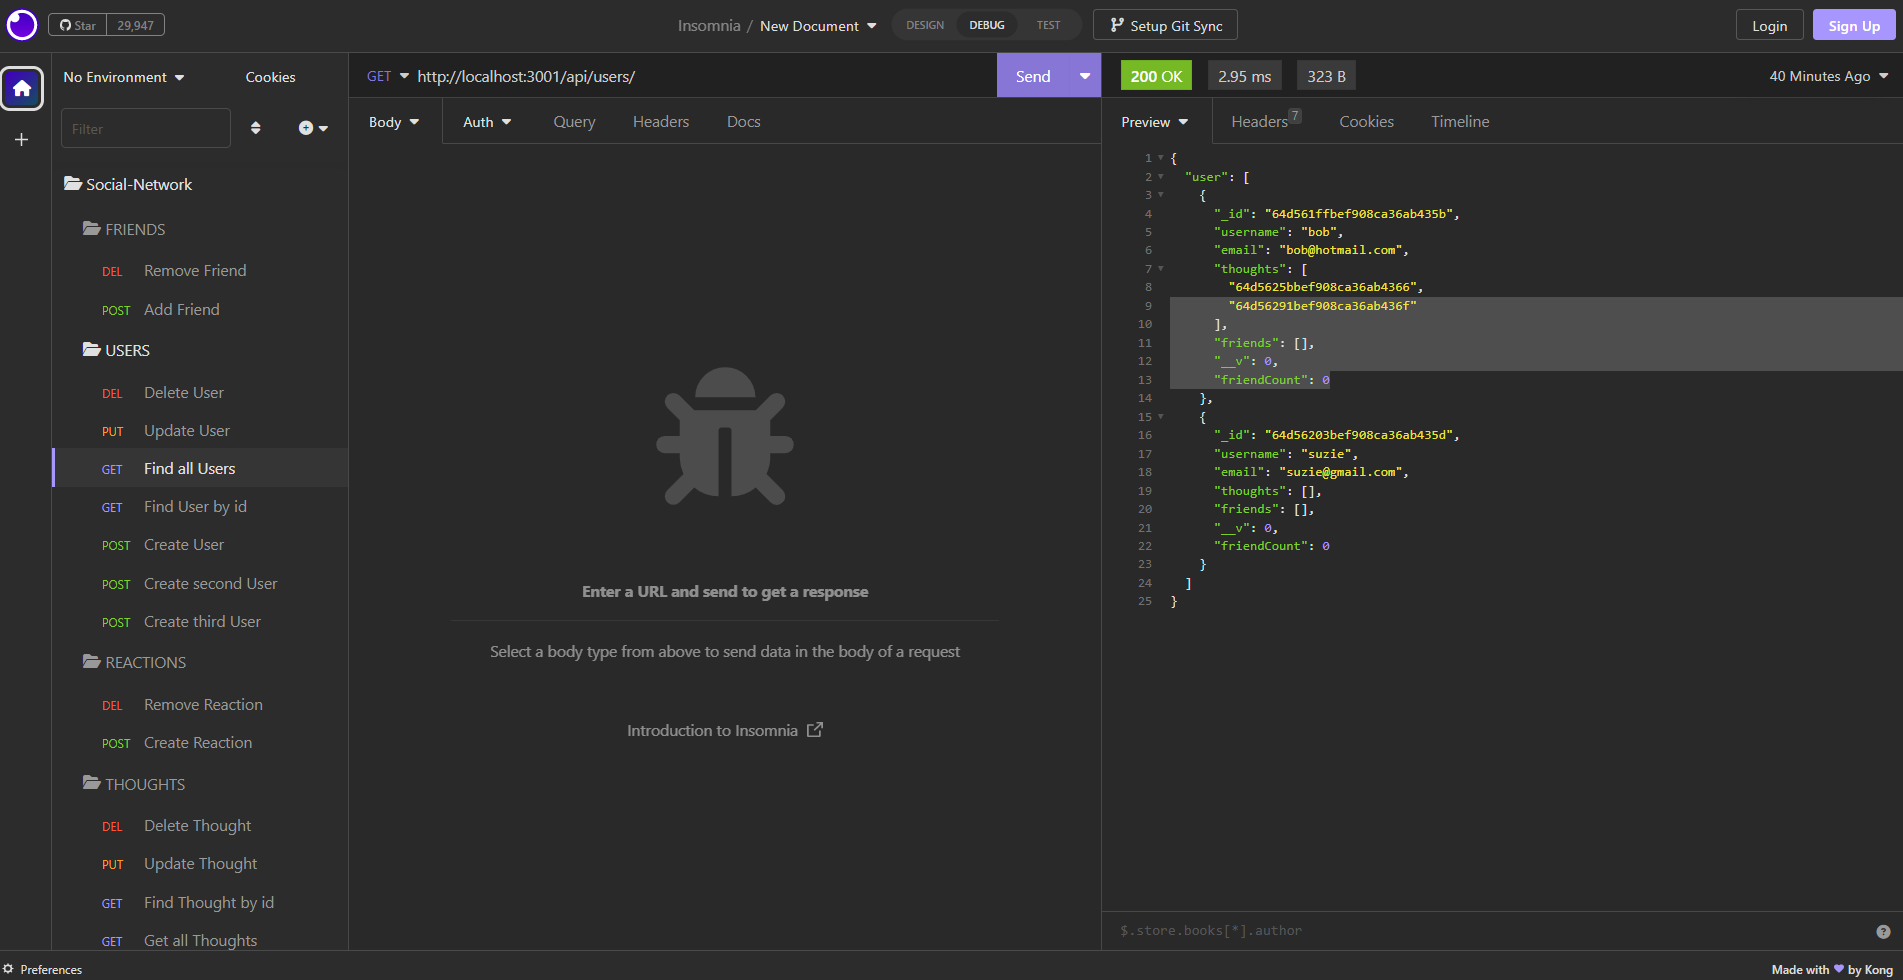 Star 29,947
Insomnia / New Document
DESIGN DEBUG TEST
Setup Git Sync
Login
Sign Up
No Environment
Cookies
Filter
Social-Network
FRIENDS
DEL Remove Friend
POST Add Friend
USERS
DEL Delete User
PUT Update User
GET Find all Users
GET Find User by id
POST Create User
POST Create second User
POST Create third User
REACTIONS
DEL Remove Reaction
POST Create Reaction
THOUGHTS
DEL Delete Thought
PUT Update Thought
GET Find Thought by id
GET Get all Thoughts
GET http://localhost:3001/api/users/
Send
Body Auth Query Headers Docs
Enter a URL and send to get a response
Select a body type from above to send data in the body of a request
Introduction to Insomnia
200 OK 2.95 ms 323 B
40 Minutes Ago
Preview Headers 7 Cookies Timeline
1 {
2 "user": [
3 {
4 "_id": "64d561ffbef908ca36ab435b",
5 "username": "bob",
6 "email": "bob@hotmail.com",
7 "thoughts": [
8 "64d5625bbef908ca36ab4366",
9 "64d56291bef908ca36ab436f"
10 ],
11 "friends": [],
12 "__v": 0,
13 "friendCount": 0
14 },
15 {
16 "_id": "64d56203bef908ca36ab435d",
17 "username": "suzie",
18 "email": "suzie@gmail.com",
19 "thoughts": [],
20 "friends": [],
21 "__v": 0,
22 "friendCount": 0
23 }
24 ]
25 }
$.store.books[*].author
Preferences
Made with by Kong